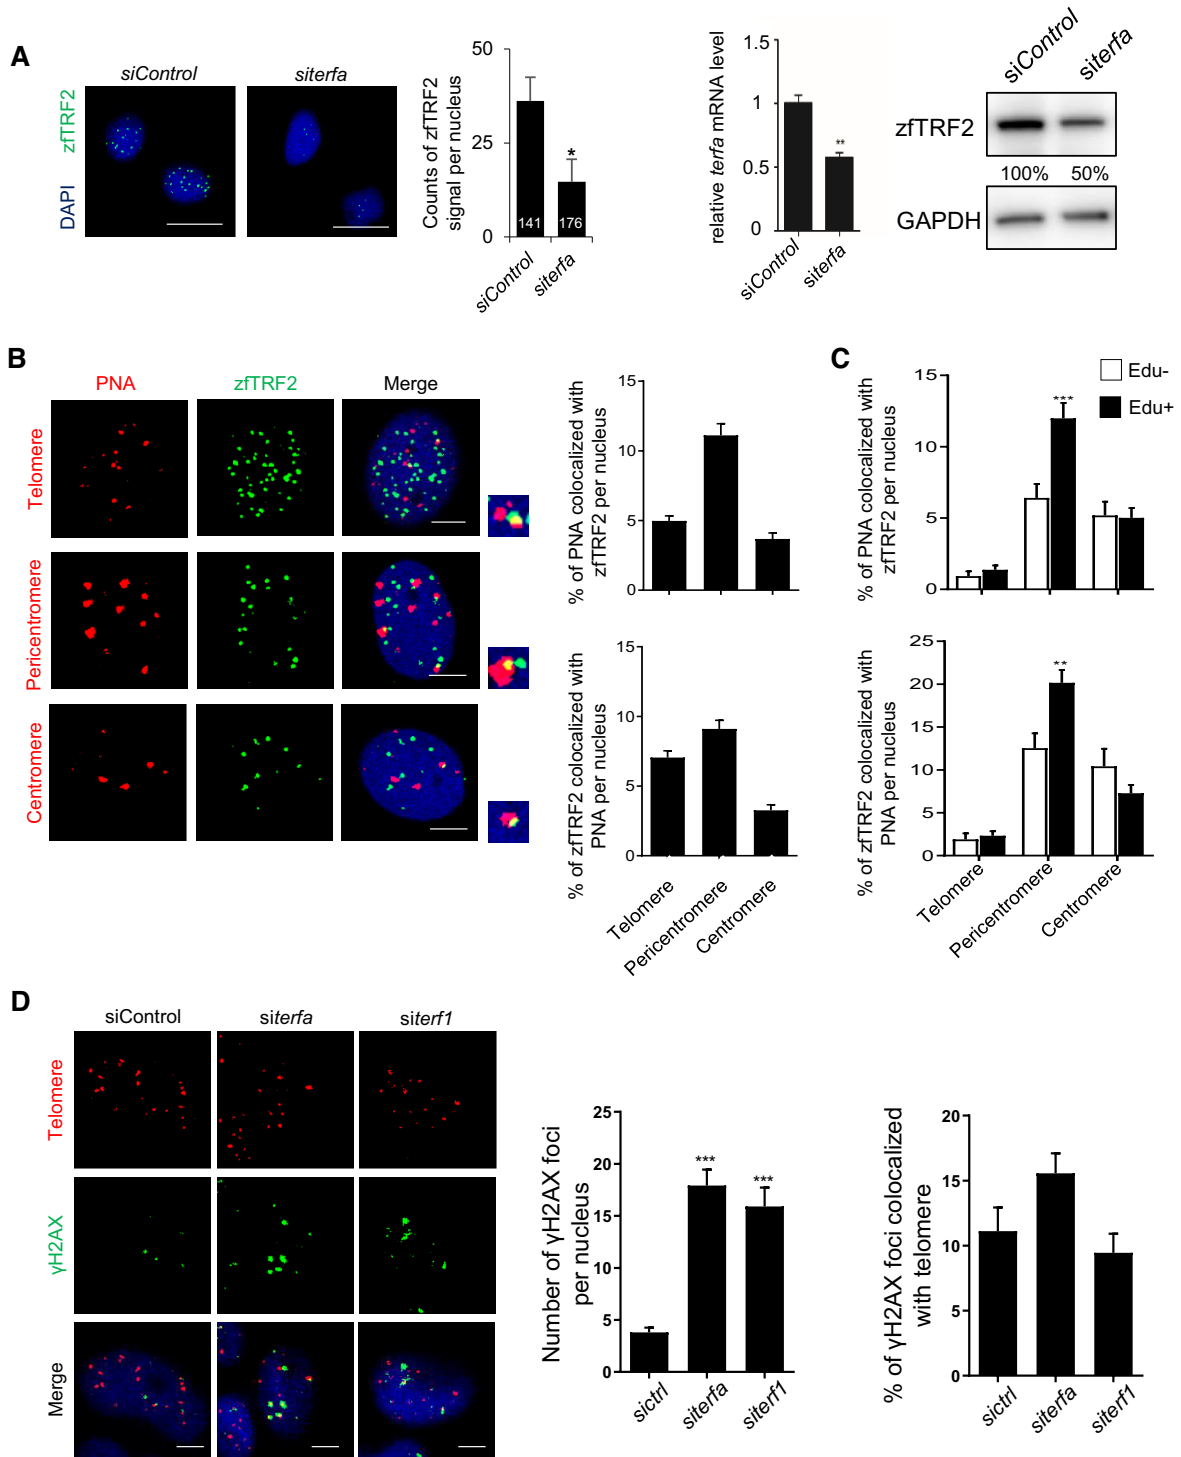 A
siControl
siterfa
zfTRF2
DAPI
Counts of zfTRF2
signal per nucleus
50
25
0
*
141
176
siControl
siterfa
relative terfa mRNA level
1.5
1
0.5
0
**
siControl
siterfa
siControl
siterfa
zfTRF2
100%
50%
GAPDH
B
PNA
zfTRF2
Merge
Telomere
Pericentromere
Centromere
% of PNA colocalized with
zfTRF2 per nucleus
15
10
5
0
% of zfTRF2 colocalized with
PNA per nucleus
15
10
5
0
Telomere
Pericentromere
Centromere
C
Edu-
Edu+
% of PNA colocalized with
zfTRF2 per nucleus
15
10
5
0
***
% of zfTRF2 colocalized with
PNA per nucleus
25
20
15
10
5
0
**
Telomere
Pericentromere
Centromere
D
siControl
siterfa
siterf1
Telomere
γH2AX
Merge
Number of γH2AX foci
per nucleus
25
20
15
10
5
0
***
***
sictrl
siterfa
siterf1
% of γH2AX foci colocalized
with telomere
20
15
10
5
0
sictrl
siterfa
siterf1